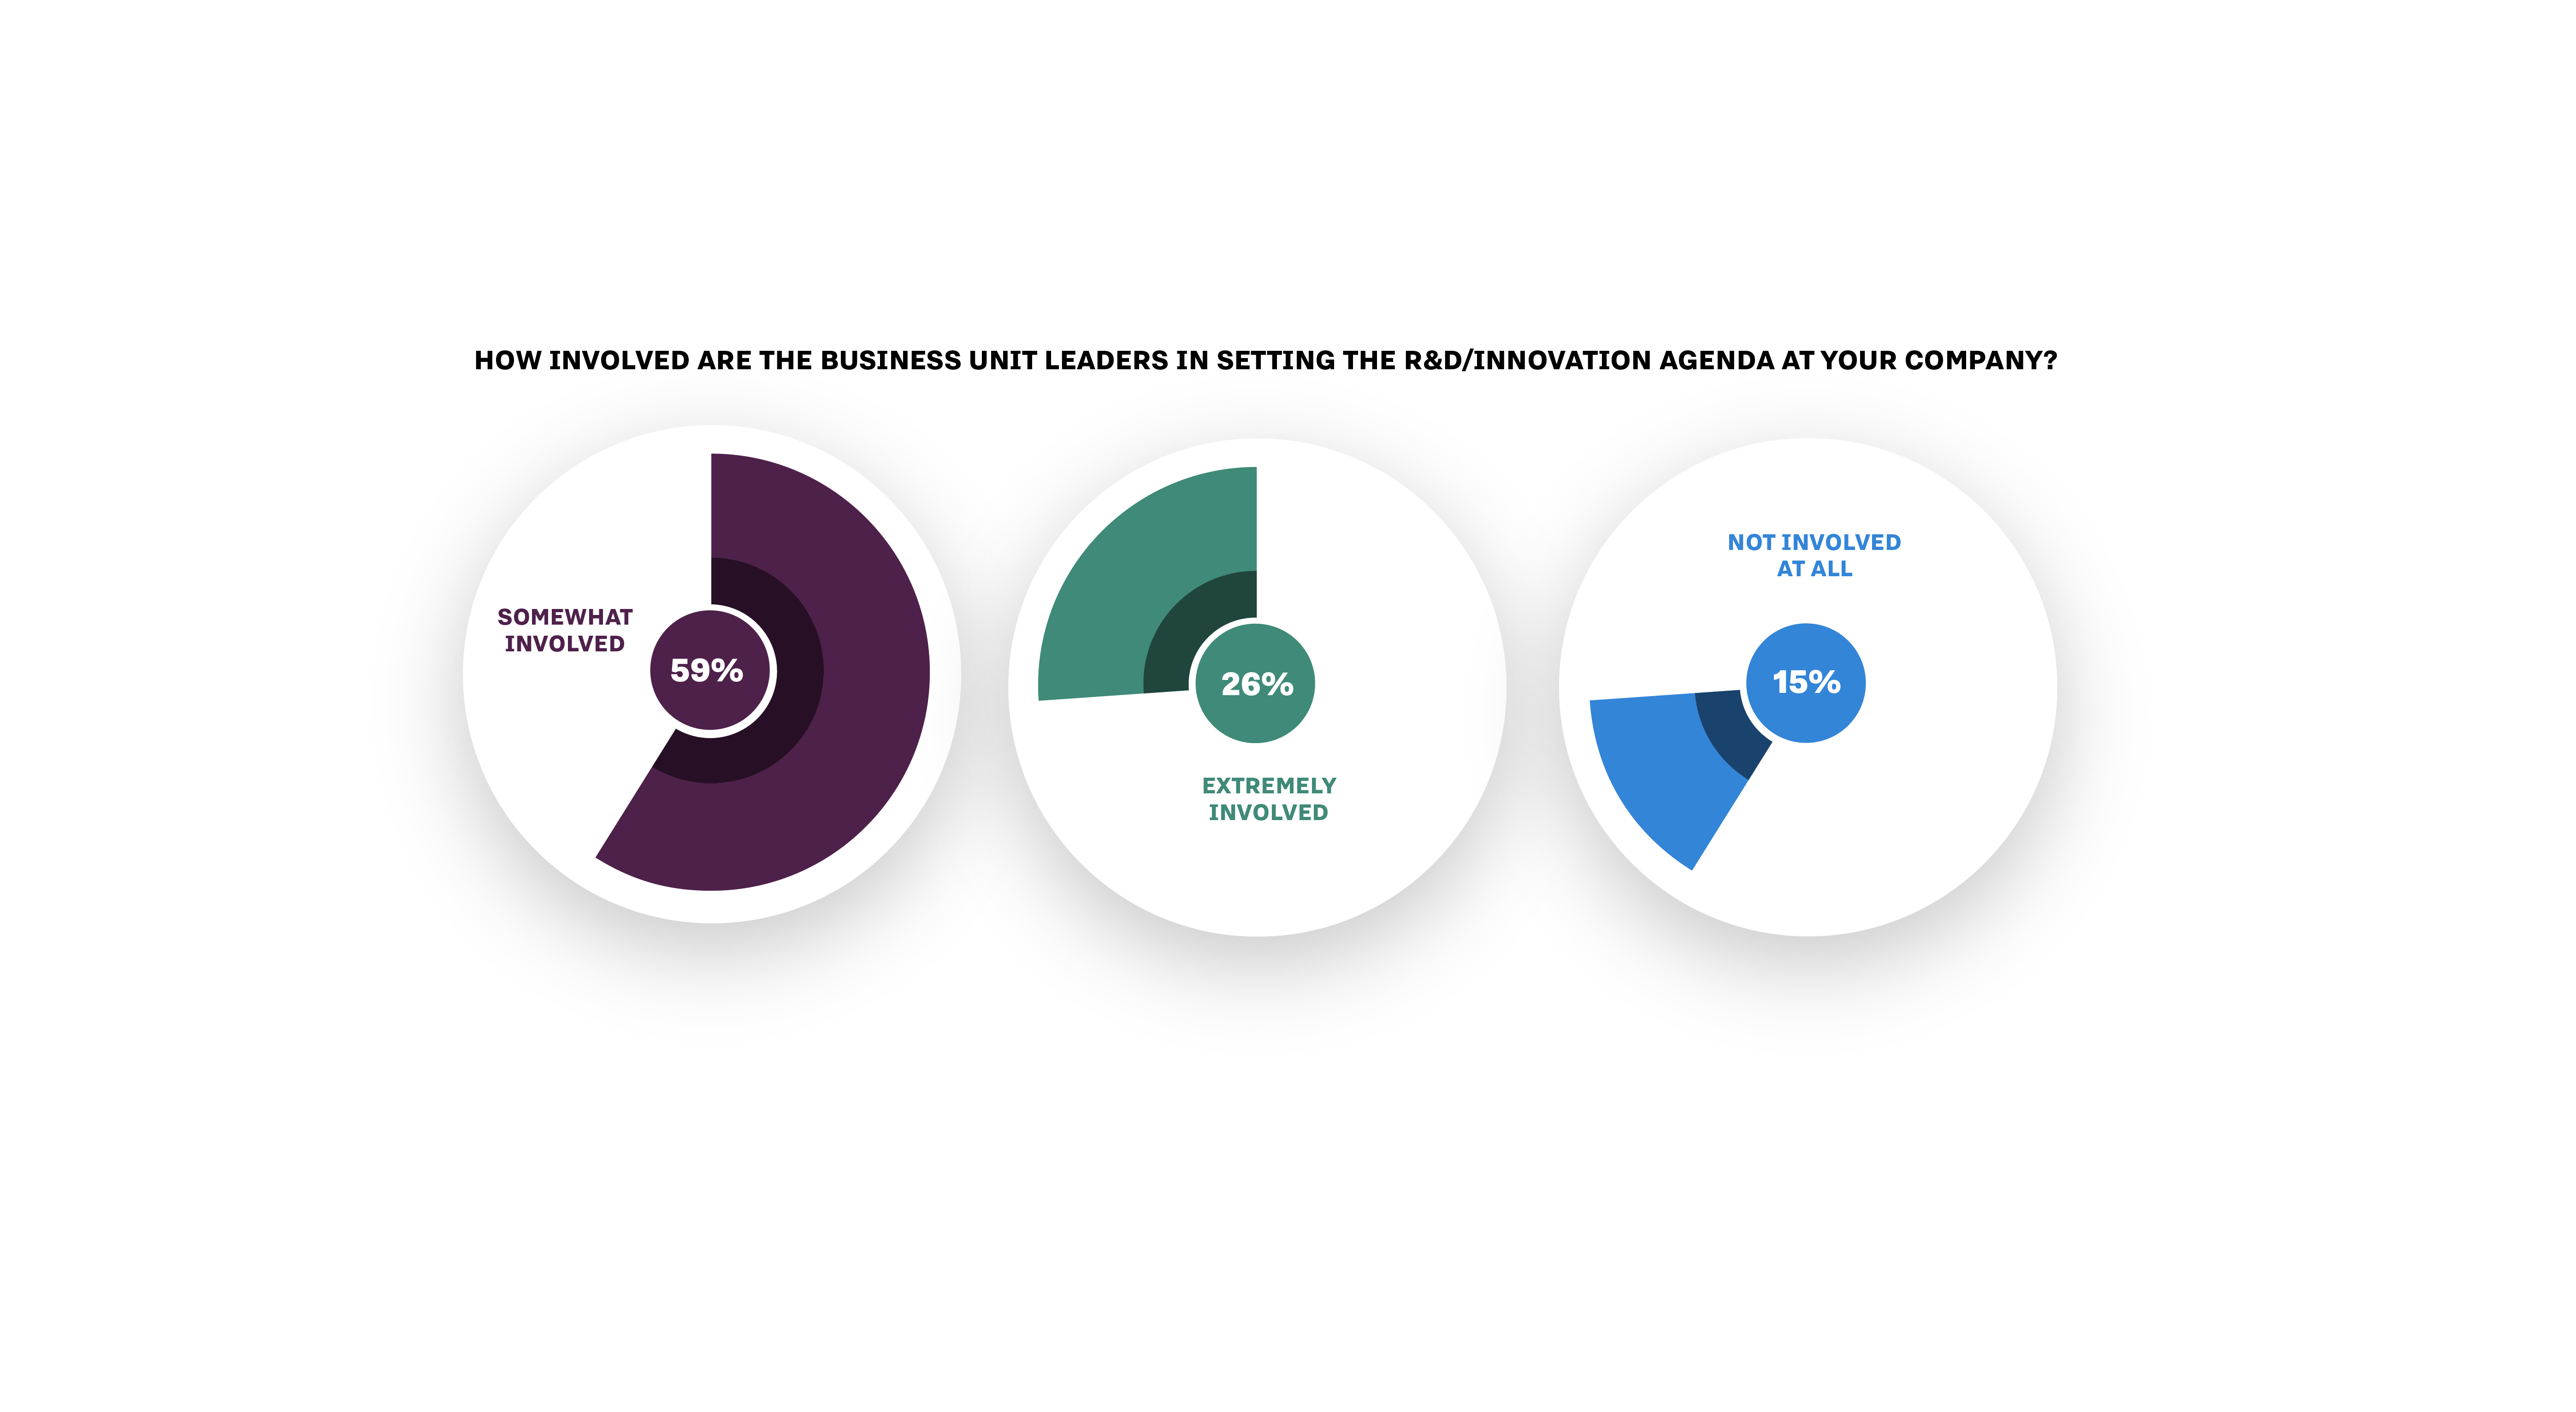 HOW INVOLVED ARE THE BUSINESS UNIT LEADERS IN SETTING THE R&D/INNOVATION AGENDA AT YOUR COMPANY?
SOMEWHAT
INVOLVED
59%
26%
EXTREMELY
INVOLVED
NOT INVOLVED
AT ALL
15%